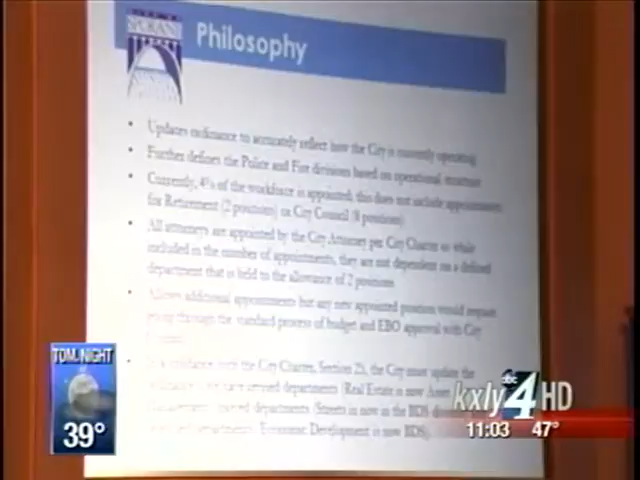 SPOKANE
Philosophy
• Updates ordinance to accurately reflect how the City is currently operating
• Further defines the Police and Fire divisions based on operational structure
• Currently, 4% of the workforce is appointed; this does not include appointments
for Retirement (2 positions) or City Council (8 positions)
• All attorneys are appointed by the City Attorney per City Charter so while
included in the number of appointments, they are not dependent on a defined
department that is held to the allowance of 2 positions
• Allows additional appointments but any new appointed position would require
going through the standard process of budget and EBO approval with City
• with the City Charter, Section 25, the City must update the
departments (Real Estate is now Asset
departments (Streets is now in the BDS
departments Economic Development is now BDS)
TOM. NIGHT
39°
abc
kxly 4 HD
11:03 47°